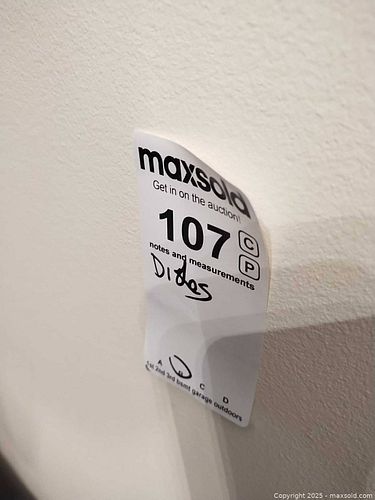 maxsold
Get in on the auction!
107
C
P
notes and measurements
A B C D
1st 2nd 3rd bsmt garage outdoors
Copyright 2025 - maxsold.com